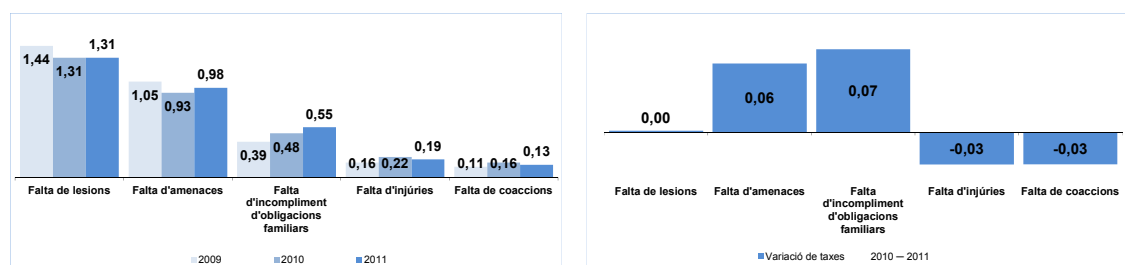 1,44
1,31
1,31
1,05
0,93
0,98
0,39
0,48
0,55
0,16
0,22
0,19
0,11
0,16
0,13
Falta de lesions
Falta d'amenaces
Falta
d'incompliment
d'obligacions
familiars
Falta d'injúries
Falta de coaccions
2009
2010
2011
0,00
0,06
0,07
-0,03
-0,03
Falta de lesions
Falta d'amenaces
Falta
d'incompliment
d'obligacions
familiars
Falta d'injúries
Falta de coaccions
Variació de taxes
2010 — 2011